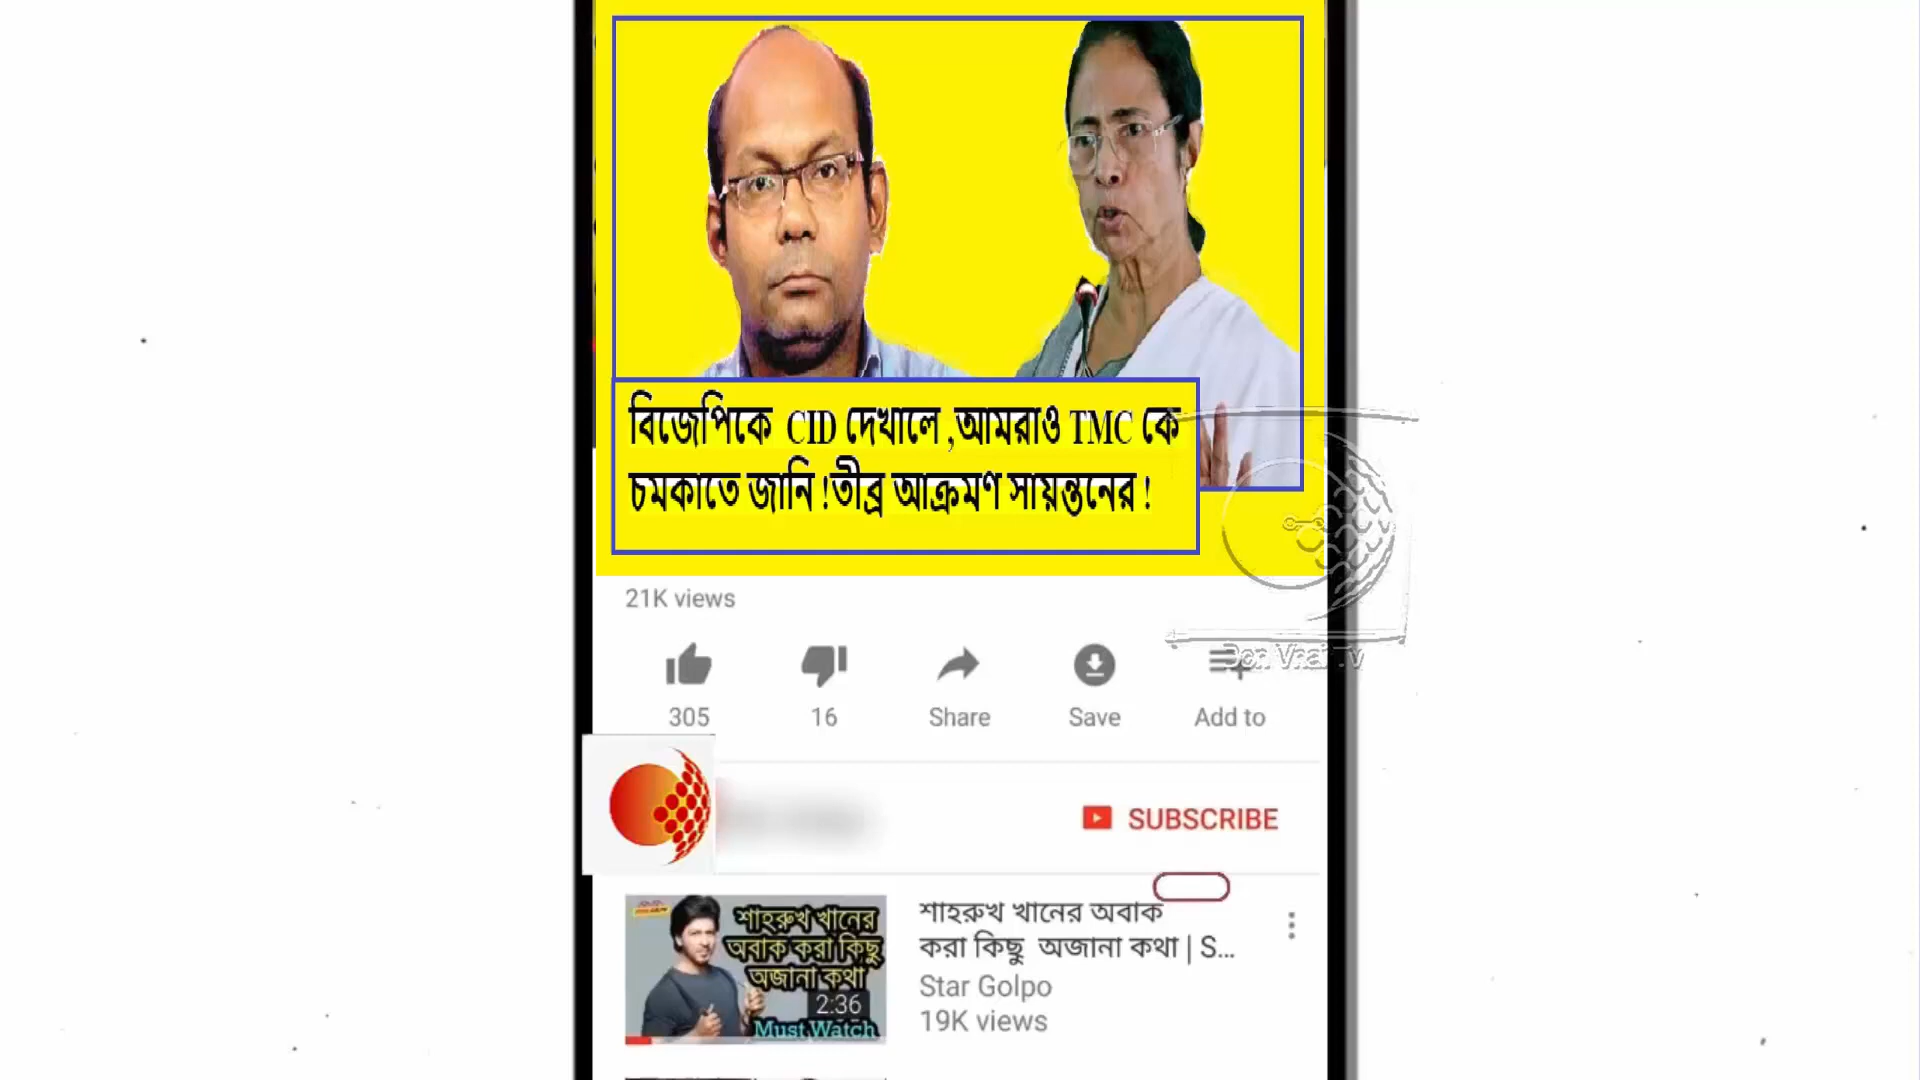 বিজেপিকে CID দেখালে ,আমরাও TMC কে
চমকাতে জানি !তীব্র আক্রমণ সায়ন্তনের !
21K views
305
16
Share
Save
Add to
SUBSCRIBE
শাহরুখ খানের
অবাক করা কিছু
অজানা কথা
2:36
Must Watch
শাহরুখ খানের অবাক
করা কিছু অজানা কথা | S...
Star Golpo
19K views